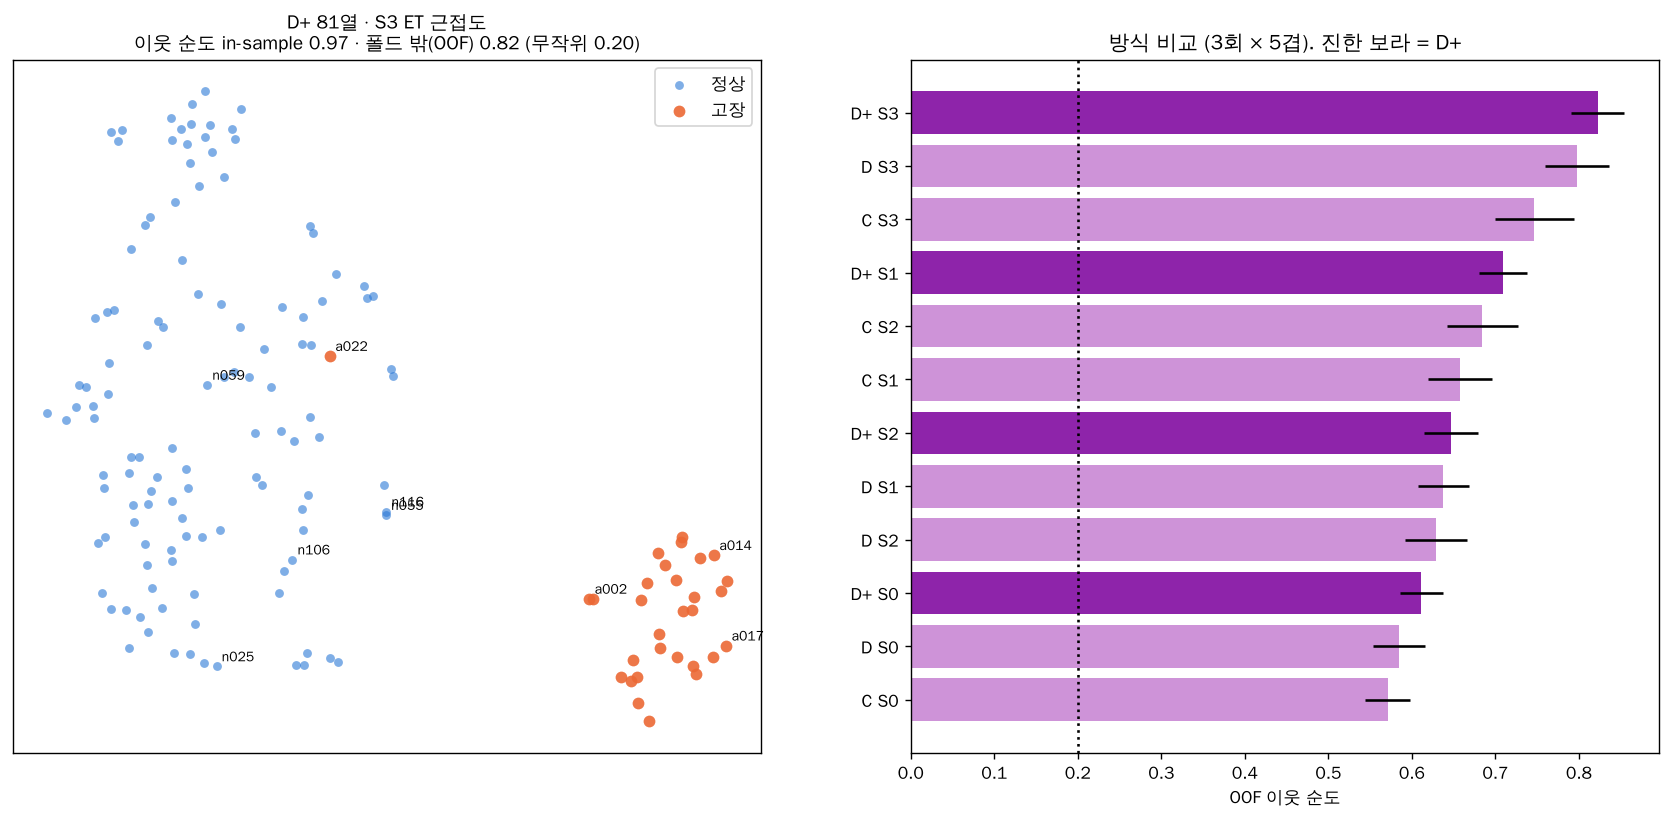 D+ 81열 · S3 ET 근접도
이웃 순도 in-sample 0.97 · 폴드 밖(OOF) 0.82 (무작위 0.20)
정상
고장
a022
n059
n116
n055
n106
a014
a002
a017
n025
방식 비교 (3회 × 5겹). 진한 보라 = D+
D+ S3
D S3
C S3
D+ S1
C S2
C S1
D+ S2
D S1
D S2
D+ S0
D S0
C S0
0.0 0.1 0.2 0.3 0.4 0.5 0.6 0.7 0.8
OOF 이웃 순도